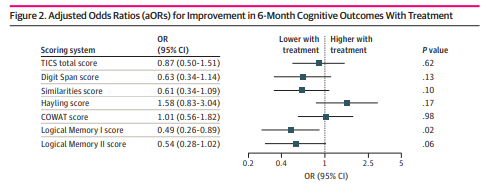 Figure 2. Adjusted Odds Ratios (aORs) for Improvement in 6-Month Cognitive Outcomes With Treatment
Scoring system OR (95% CI) Lower with treatment Higher with treatment P value
TICS total score 0.87 (0.50-1.51) .62
Digit Span score 0.63 (0.34-1.14) .13
Similarities score 0.61 (0.34-1.09) .10
Hayling score 1.58 (0.83-3.04) .17
COWAT score 1.01 (0.56-1.82) .98
Logical Memory I score 0.49 (0.26-0.89) .02
Logical Memory II score 0.54 (0.28-1.02) .06
0.2 0.4 1 2.5 5
OR (95% CI)